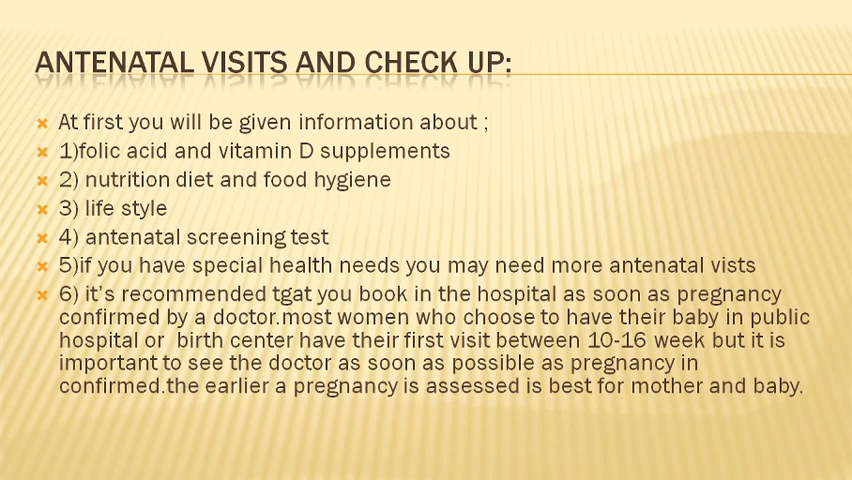 ANTENATAL VISITS AND CHECK UP:
At first you will be given information about ;
1)folic acid and vitamin D supplements
2) nutrition diet and food hygiene
3) life style
4) antenatal screening test
5)if you have special health needs you may need more antenatal vists
6) it's recommended tgat you book in the hospital as soon as pregnancy
confirmed by a doctor.most women who choose to have their baby in public
hospital or  birth center have their first visit between 10-16 week but it is
important to see the doctor as soon as possible as pregnancy in
confirmed.the earlier a pregnancy is assessed is best for mother and baby.